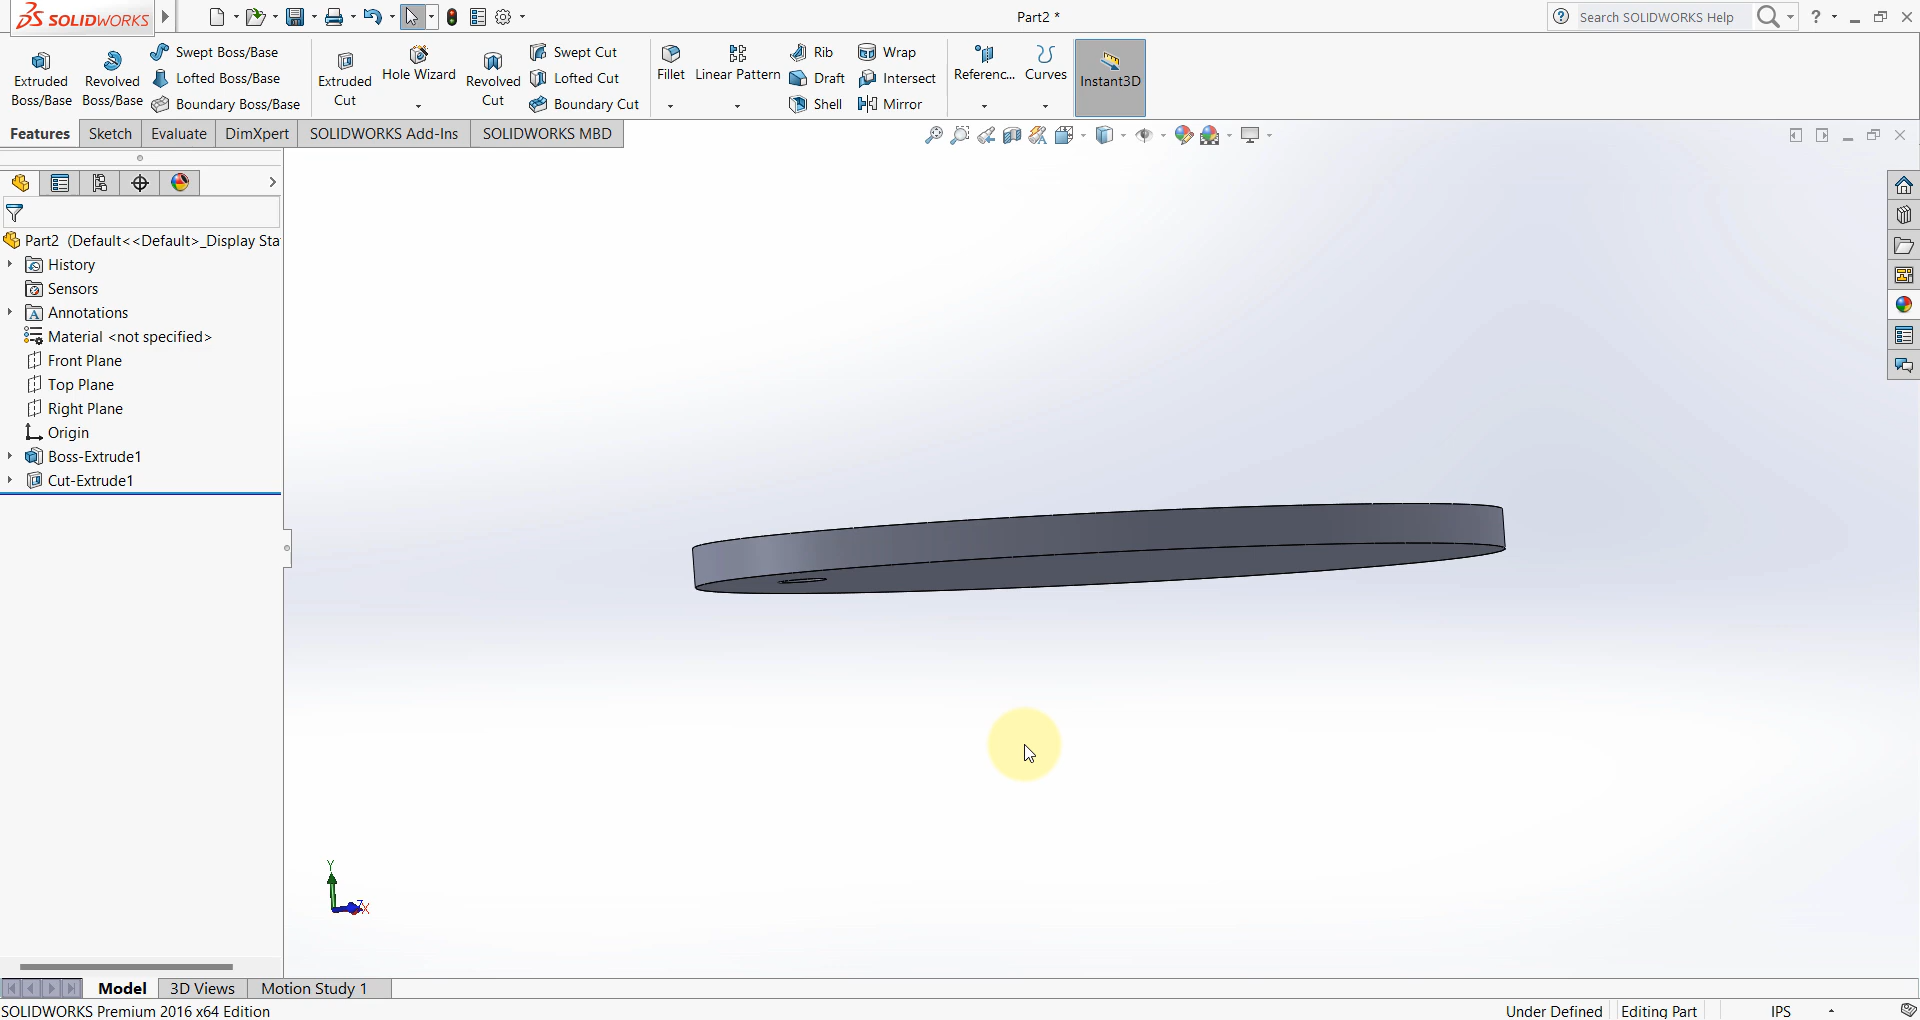 SOLIDWORKS
Part2 *
Search SOLIDWORKS Help
?
Extruded Boss/Base
Revolved Boss/Base
Swept Boss/Base
Lofted Boss/Base
Boundary Boss/Base
Extruded Cut
Hole Wizard
Revolved Cut
Swept Cut
Lofted Cut
Boundary Cut
Fillet
Linear Pattern
Rib
Draft
Shell
Wrap
Intersect
Mirror
Referenc...
Curves
Instant3D
Features
Sketch
Evaluate
DimXpert
SOLIDWORKS Add-Ins
SOLIDWORKS MBD
Part2 (Default<<Default>_Display Sta
History
Sensors
Annotations
Material <not specified>
Front Plane
Top Plane
Right Plane
Origin
Boss-Extrude1
Cut-Extrude1
Y
Z
X
Model
3D Views
Motion Study 1
SOLIDWORKS Premium 2016 x64 Edition
Under Defined
Editing Part
IPS